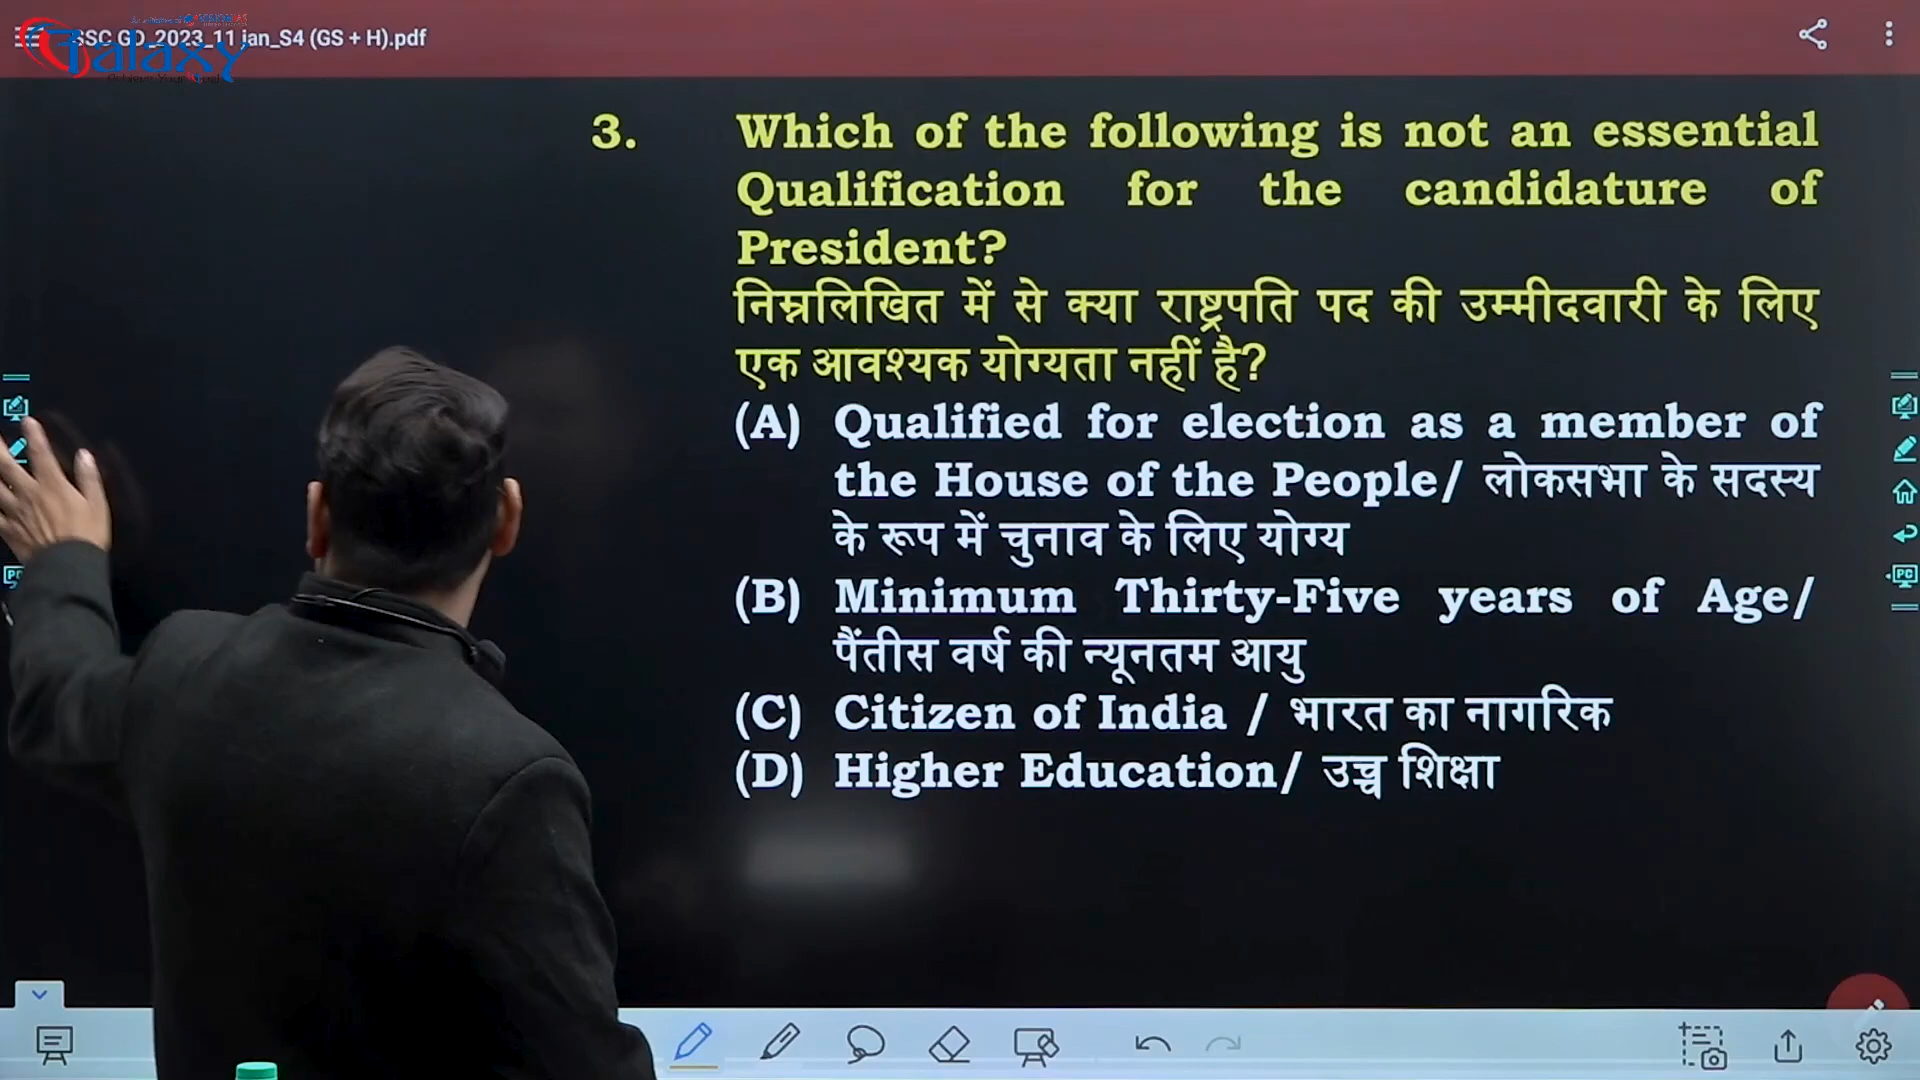 SSC GD_2023_11 jan_S4 (GS + H).pdf
Galaxy
3. Which of the following is not an essential
Qualification for the candidature of
President?
निम्नलिखित में से क्या राष्ट्रपति पद की उम्मीदवारी के लिए
एक आवश्यक योग्यता नहीं है?
(A) Qualified for election as a member of
the House of the People/ लोकसभा के सदस्य
के रूप में चुनाव के लिए योग्य
(B) Minimum Thirty-Five years of Age/
पैंतीस वर्ष की न्यूनतम आयु
(C) Citizen of India / भारत का नागरिक
(D) Higher Education/ उच्च शिक्षा
PC